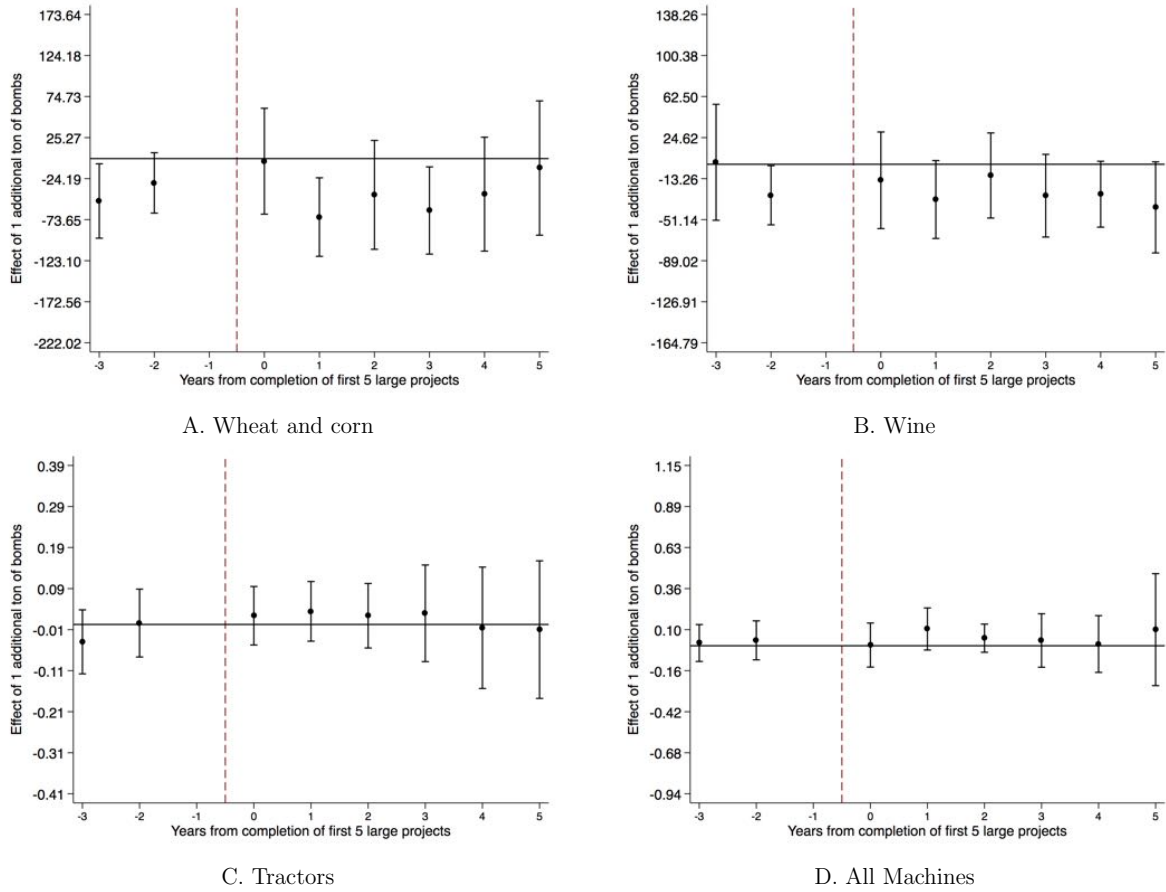 173.64
124.18
74.73
25.27
-24.19
-73.65
-123.10
-172.56
-222.02
Effect of 1 additional ton of bombs
-3 -2 -1 0 1 2 3 4 5
Years from completion of first 5 large projects
A. Wheat and corn
138.26
100.38
62.50
24.62
-13.26
-51.14
-89.02
-126.91
-164.79
Effect of 1 additional ton of bombs
-3 -2 -1 0 1 2 3 4 5
Years from completion of first 5 large projects
B. Wine
0.39
0.29
0.19
0.09
-0.01
-0.11
-0.21
-0.31
-0.41
Effect of 1 additional ton of bombs
-3 -2 -1 0 1 2 3 4 5
Years from completion of first 5 large projects
C. Tractors
1.15
0.89
0.63
0.36
0.10
-0.16
-0.42
-0.68
-0.94
Effect of 1 additional ton of bombs
-3 -2 -1 0 1 2 3 4 5
Years from completion of first 5 large projects
D. All Machines